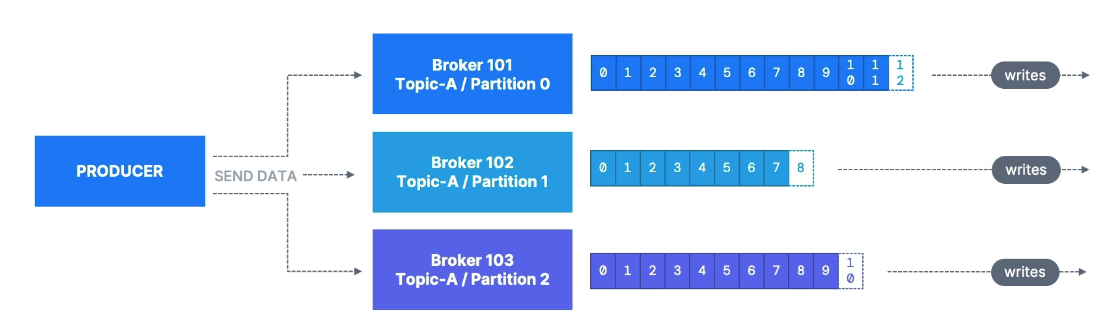 Broker 101
Topic-A / Partition 0
0 1 2 3 4 5 6 7 8 9 10 11 12
writes
PRODUCER
SEND DATA
Broker 102
Topic-A / Partition 1
0 1 2 3 4 5 6 7 8
writes
Broker 103
Topic-A / Partition 2
0 1 2 3 4 5 6 7 8 9 10
writes